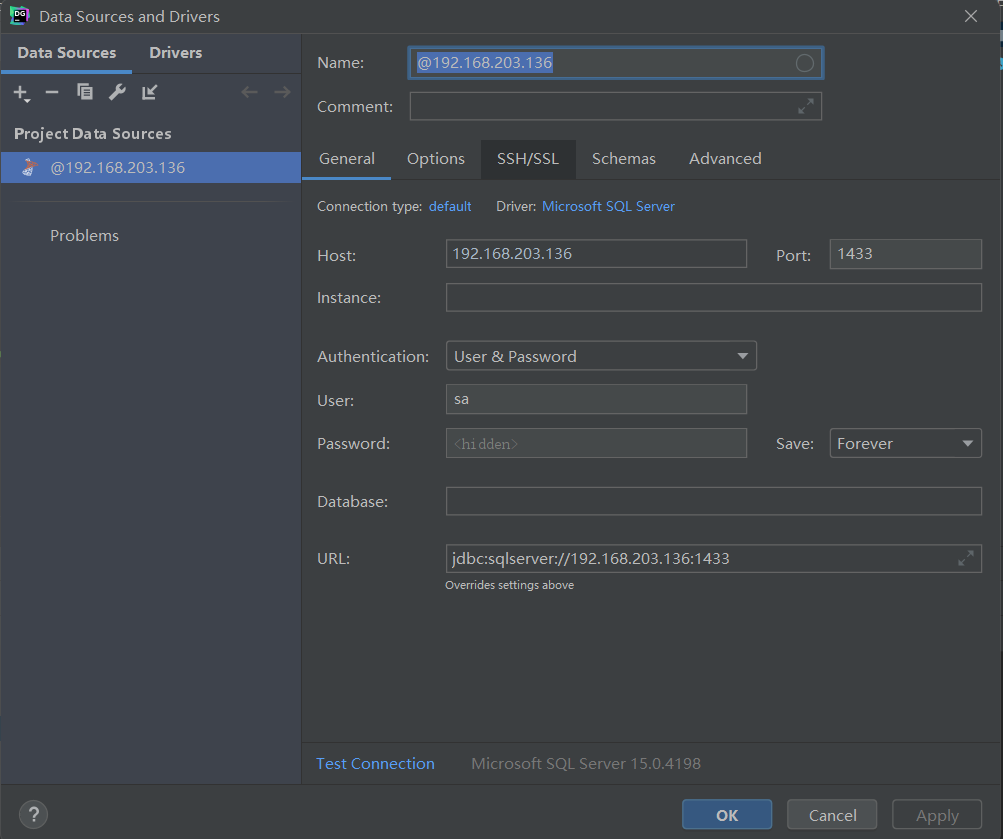 DG Data Sources and Drivers
Data Sources Drivers
Project Data Sources
@192.168.203.136
Problems
Name: @192.168.203.136
Comment:
General Options SSH/SSL Schemas Advanced
Connection type: default Driver: Microsoft SQL Server
Host: 192.168.203.136 Port: 1433
Instance:
Authentication: User & Password
User: sa
Password: <hidden> Save: Forever
Database:
URL: jdbc:sqlserver://192.168.203.136:1433
Overrides settings above
Test Connection Microsoft SQL Server 15.0.4198
? OK Cancel Apply